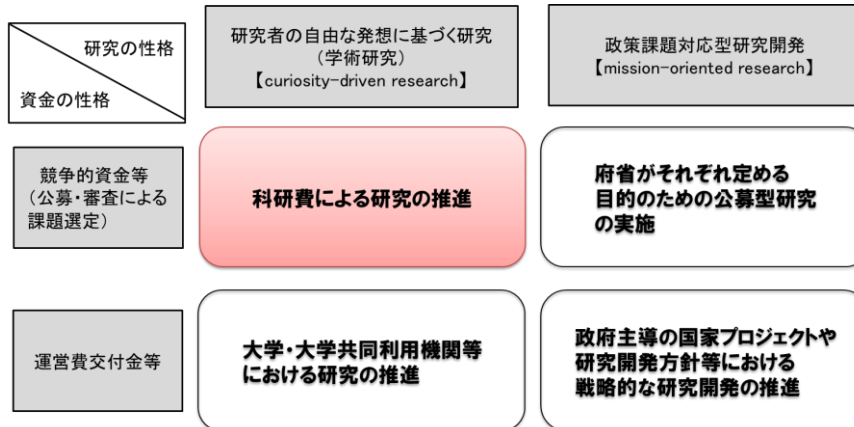 研究の性格
資金の性格
研究者の自由な発想に基づく研究
(学術研究)
【curiosity-driven research】
政策課題対応型研究開発
【mission-oriented research】
競争的資金等
(公募・審査による
課題選定)
科研費による研究の推進
府省がそれぞれ定める
目的のための公募型研究
の実施
運営費交付金等
大学・大学共同利用機関等
における研究の推進
政府主導の国家プロジェクトや
研究開発方針等における
戦略的な研究開発の推進